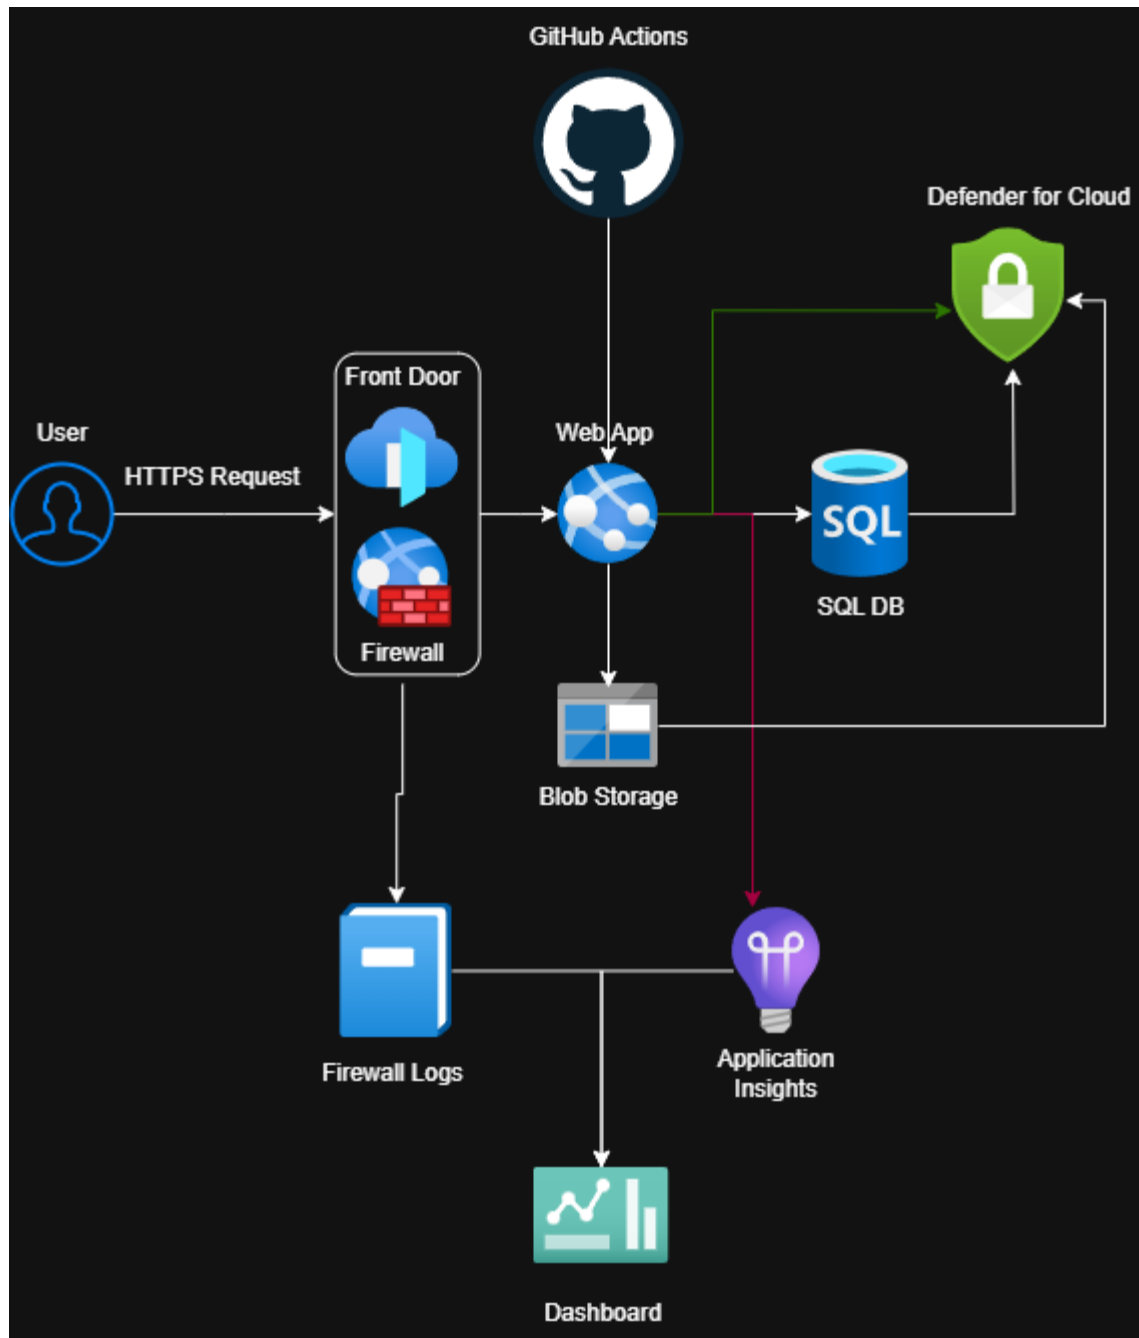 GitHub Actions
Defender for Cloud
Front Door
User
Web App
HTTPS Request
SQL
SQL DB
Firewall
Blob Storage
Firewall Logs
Application
Insights
Dashboard